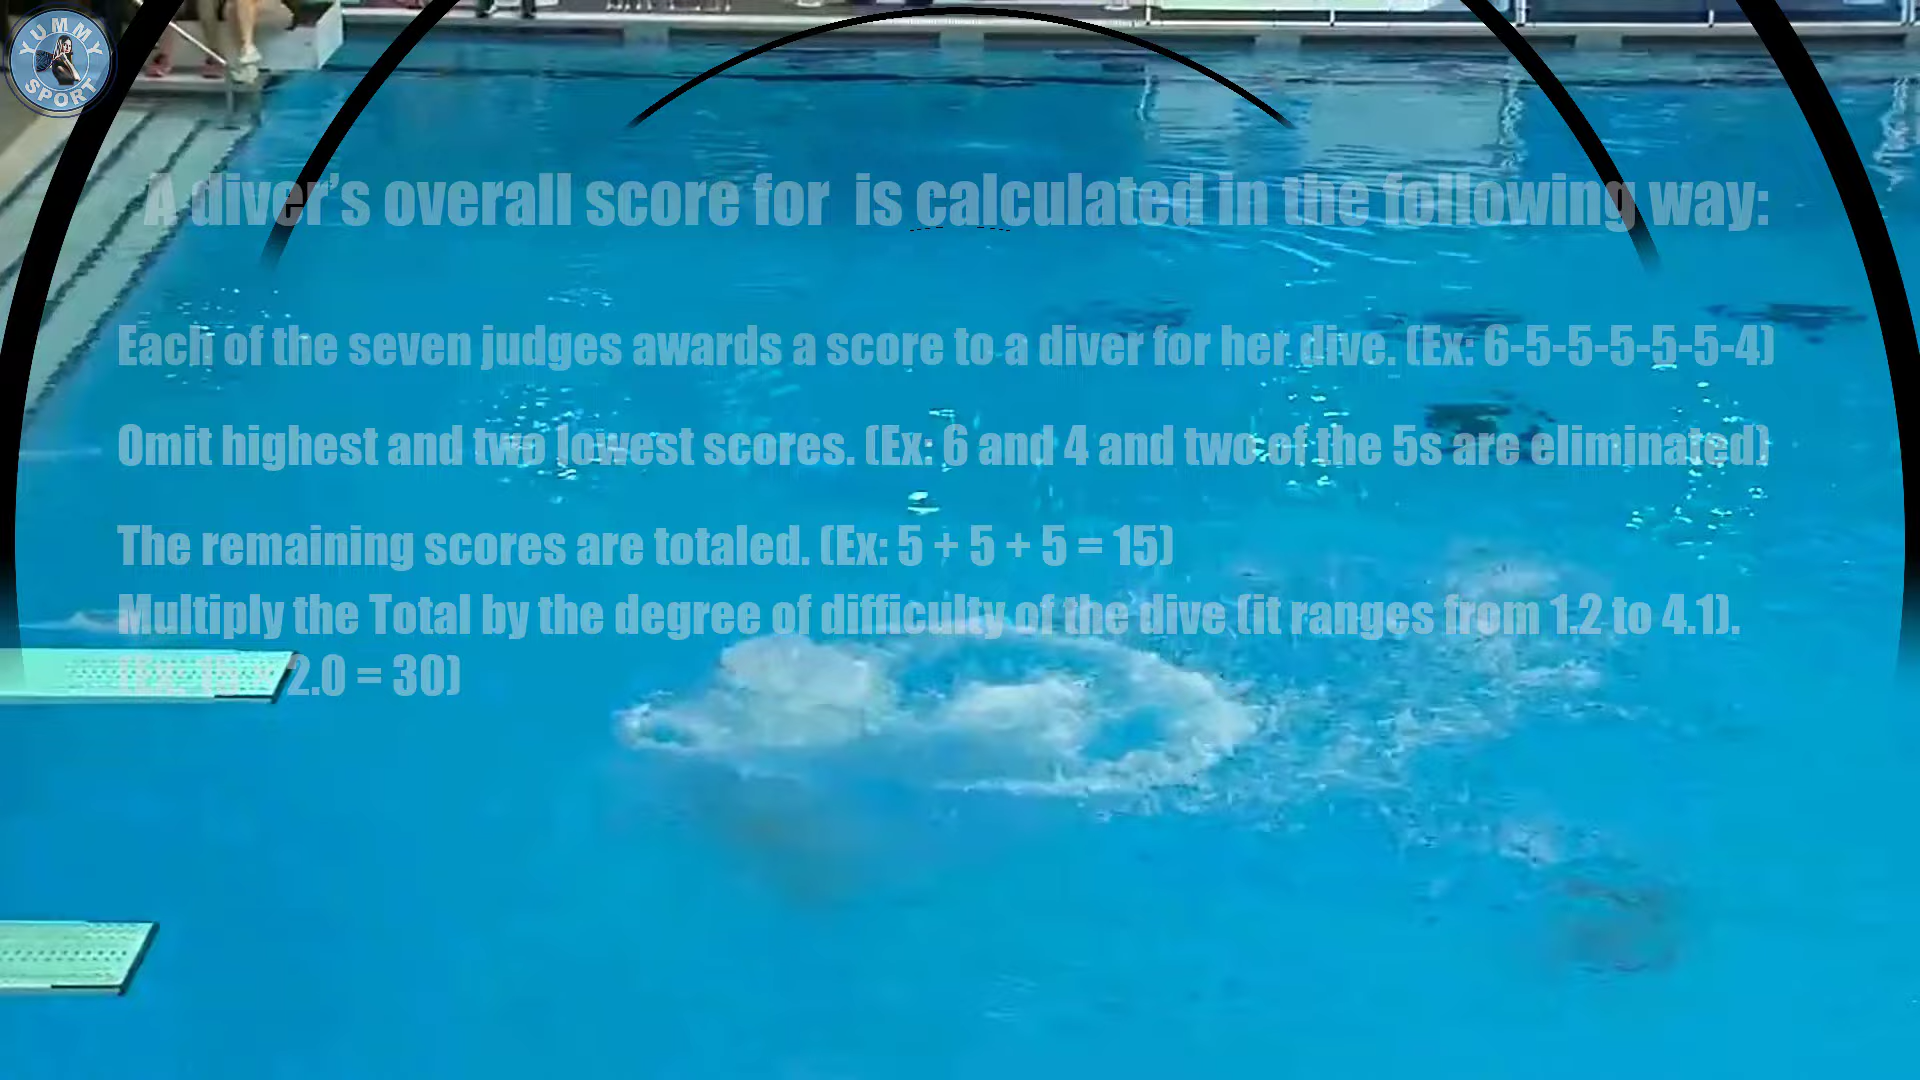 YUMMY
SPORT
A diver’s overall score for is calculated in the following way:
Each of the seven judges awards a score to a diver for her dive. (Ex: 6-5-5-5-5-5-4)
Omit highest and two lowest scores. (Ex: 6 and 4 and two of the 5s are eliminated)
The remaining scores are totaled. (Ex: 5 + 5 + 5 = 15)
Multiply the Total by the degree of difficulty of the dive (it ranges from 1.2 to 4.1).
(Ex: 15 × 2.0 = 30)